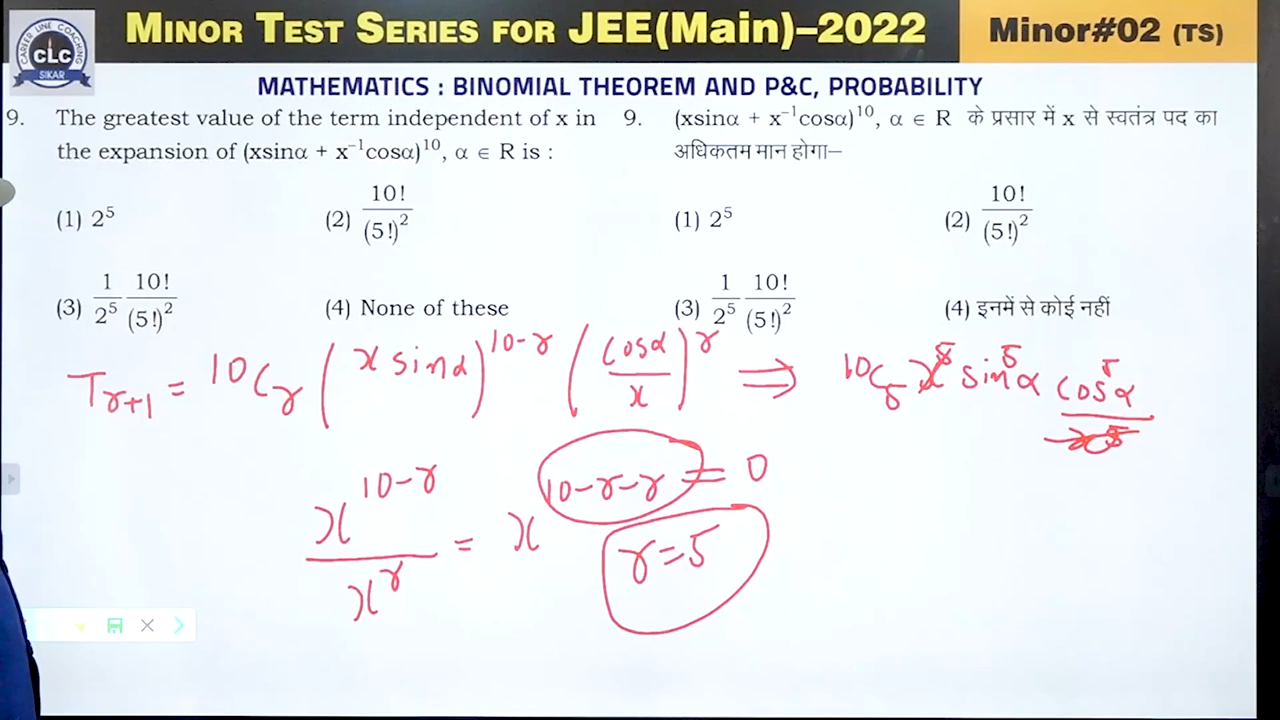 CAREER LINE COACHING
CLC
SIKAR
MINOR TEST SERIES FOR JEE(MAIN)–2022
Minor#02 (TS)
MATHEMATICS : BINOMIAL THEOREM AND P&C, PROBABILITY
9. The greatest value of the term independent of x in
the expansion of (xsinα + x⁻¹cosα)¹⁰, α ∈ R is :
(1) 2⁵ (2) 10!/(5!)²
(3) 1/2⁵ 10!/(5!)² (4) None of these
9. (xsinα + x⁻¹cosα)¹⁰, α ∈ R के प्रसार में x से स्वतंत्र पद का
अधिकतम मान होगा–
(1) 2⁵ (2) 10!/(5!)²
(3) 1/2⁵ 10!/(5!)² (4) इनमें से कोई नहीं
Tr+1 = ¹⁰Cr (x sinα)^10-r (cosα/x)^r ⇒ ¹⁰C₅ x⁵ sin⁵α cos⁵α/x⁵
x^10-r/x^r = x^10-r-r = 0
r=5